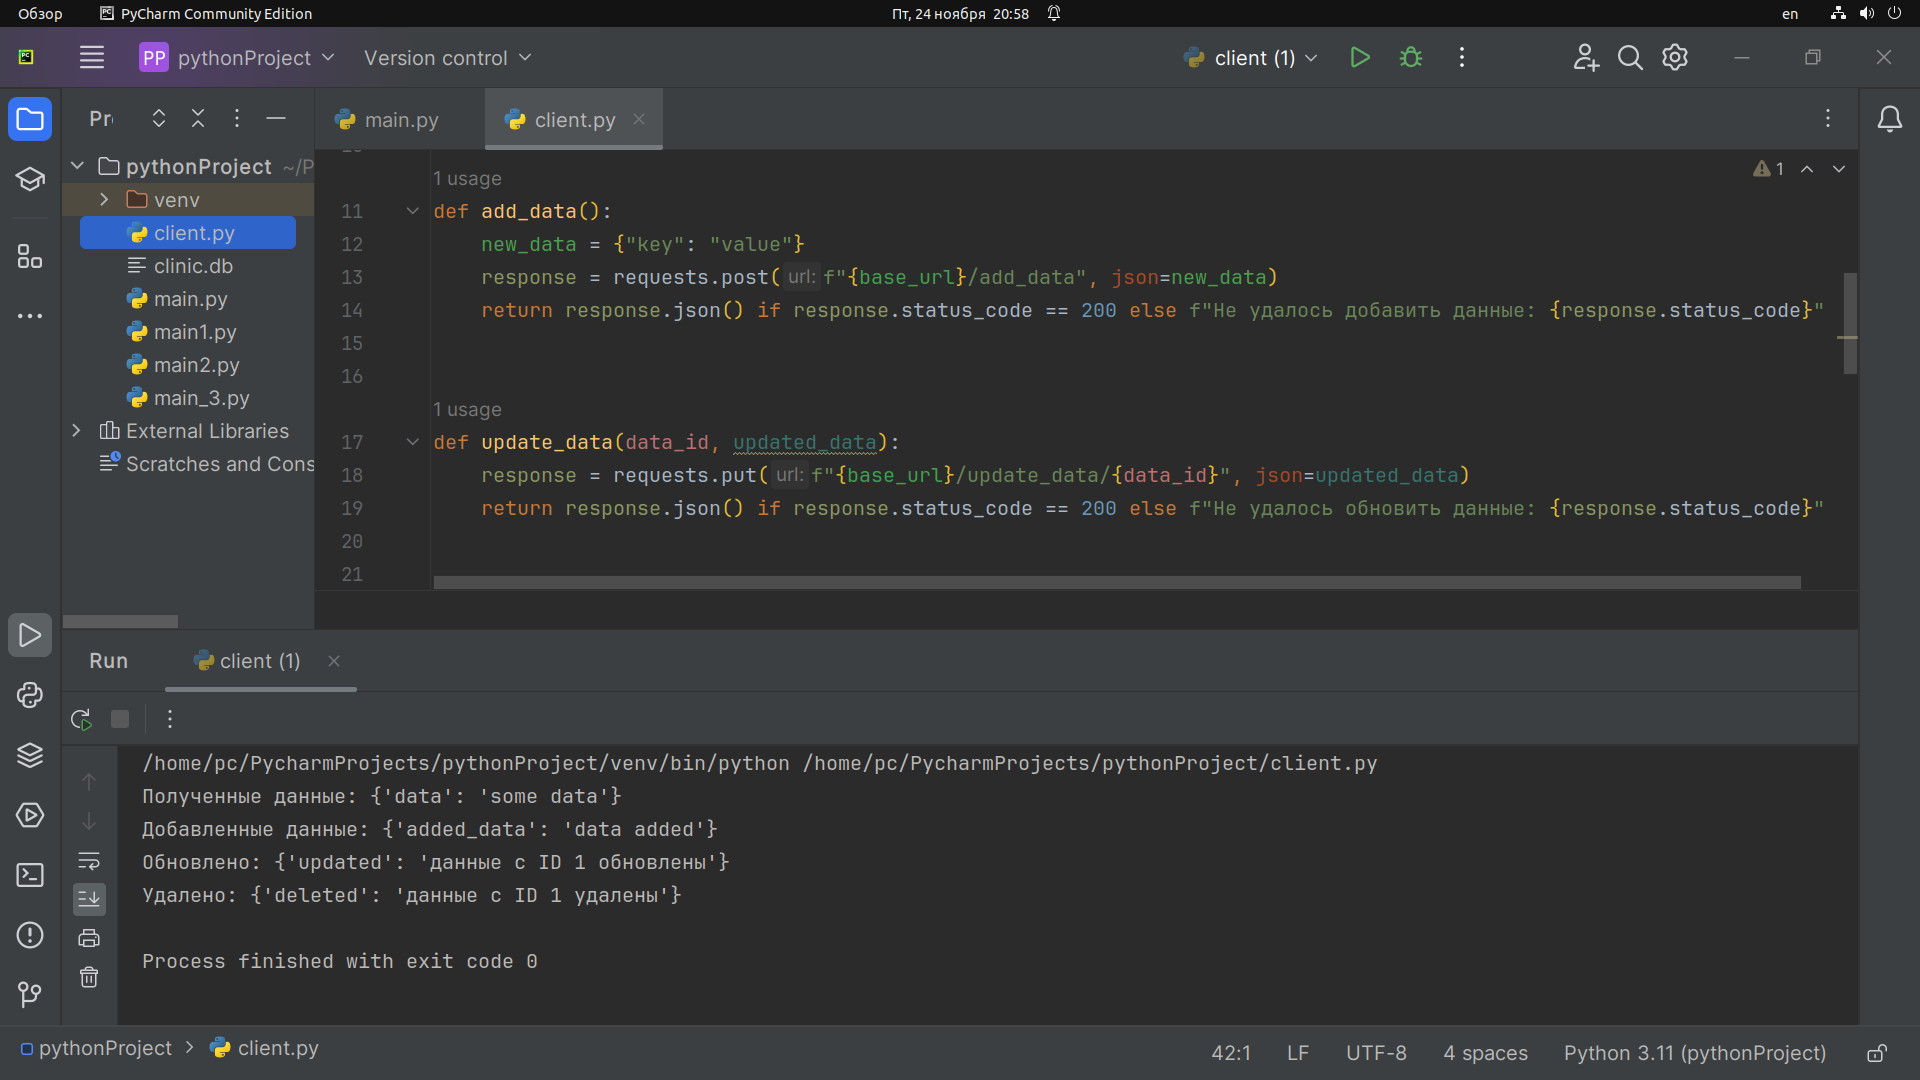 Обзор PyCharm Community Edition Пт, 24 ноября 20:58 en
PP pythonProject Version control client (1)
Pr main.py client.py
pythonProject ~/P
venv
client.py
clinic.db
main.py
main1.py
main2.py
main_3.py
External Libraries
Scratches and Cons
1
1 usage
11 def add_data():
12 new_data = {"key": "value"}
13 response = requests.post( url: f"{base_url}/add_data", json=new_data)
14 return response.json() if response.status_code == 200 else f"Не удалось добавить данные: {response.status_code}"
15
16
1 usage
17 def update_data(data_id, updated_data):
18 response = requests.put( url: f"{base_url}/update_data/{data_id}", json=updated_data)
19 return response.json() if response.status_code == 200 else f"Не удалось обновить данные: {response.status_code}"
20
21
Run client (1)
/home/pc/PycharmProjects/pythonProject/venv/bin/python /home/pc/PycharmProjects/pythonProject/client.py
Полученные данные: {'data': 'some data'}
Добавленные данные: {'added_data': 'data added'}
Обновлено: {'updated': 'данные с ID 1 обновлены'}
Удалено: {'deleted': 'данные с ID 1 удалены'}
Process finished with exit code 0
pythonProject > client.py 42:1 LF UTF-8 4 spaces Python 3.11 (pythonProject)